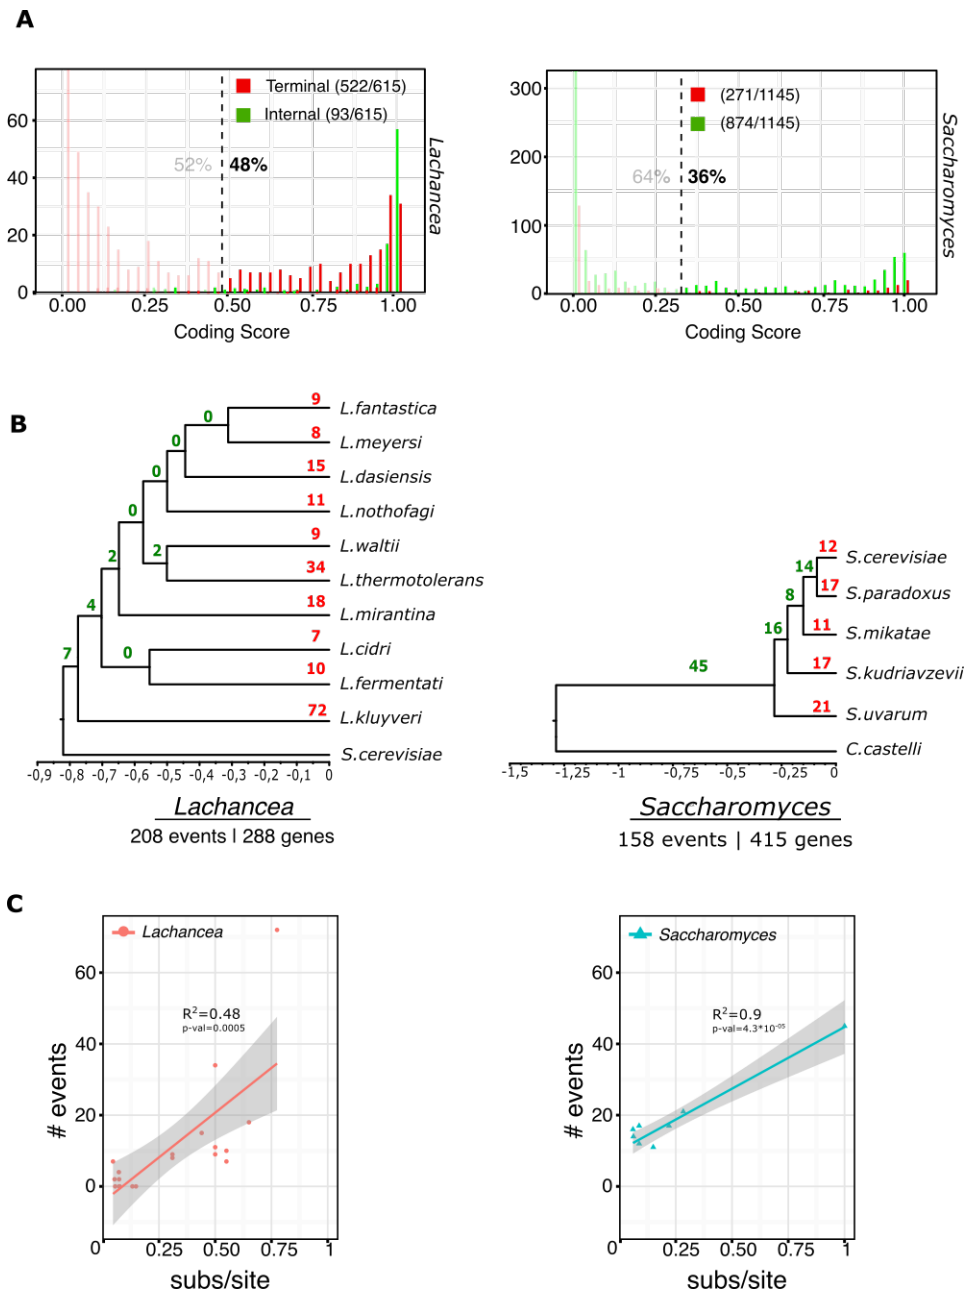 A
Terminal (522/615)
Internal (93/615)
52% 48%
60
40
20
0
0.00 0.25 0.50 0.75 1.00
Coding Score
Lachancea
(271/1145)
(874/1145)
64% 36%
300
200
100
0
0.00 0.25 0.50 0.75 1.00
Coding Score
Saccharomyces
B
9
L.fantastica
0
8
L.meyersi
0
15
L.dasiensis
0
11
L.nothofagi
0
9
L.waltii
2
34
L.thermotolerans
2
18
L.mirantina
4
7
L.cidri
0
10
L.fermentati
7
72
L.kluyveri
S.cerevisiae
-0,9 -0,8 -0,7 -0,6 -0,5 -0,4 -0,3 -0,2 -0,1 0
Lachancea
208 events | 288 genes
12
S.cerevisiae
14
17
S.paradoxus
8
11
S.mikatae
16
17
S.kudriavzevii
45
21
S.uvarum
C.castelli
-1,5 -1,25 -1 -0,75 -0,5 -0,25 0
Saccharomyces
158 events | 415 genes
C
Lachancea
R²=0.48
p-val=0.0005
# events
60
40
20
0
0 0.25 0.50 0.75 1
subs/site
Saccharomyces
R²=0.9
p-val=4.3*10⁻⁰⁵
# events
60
40
20
0
0 0.25 0.50 0.75 1
subs/site